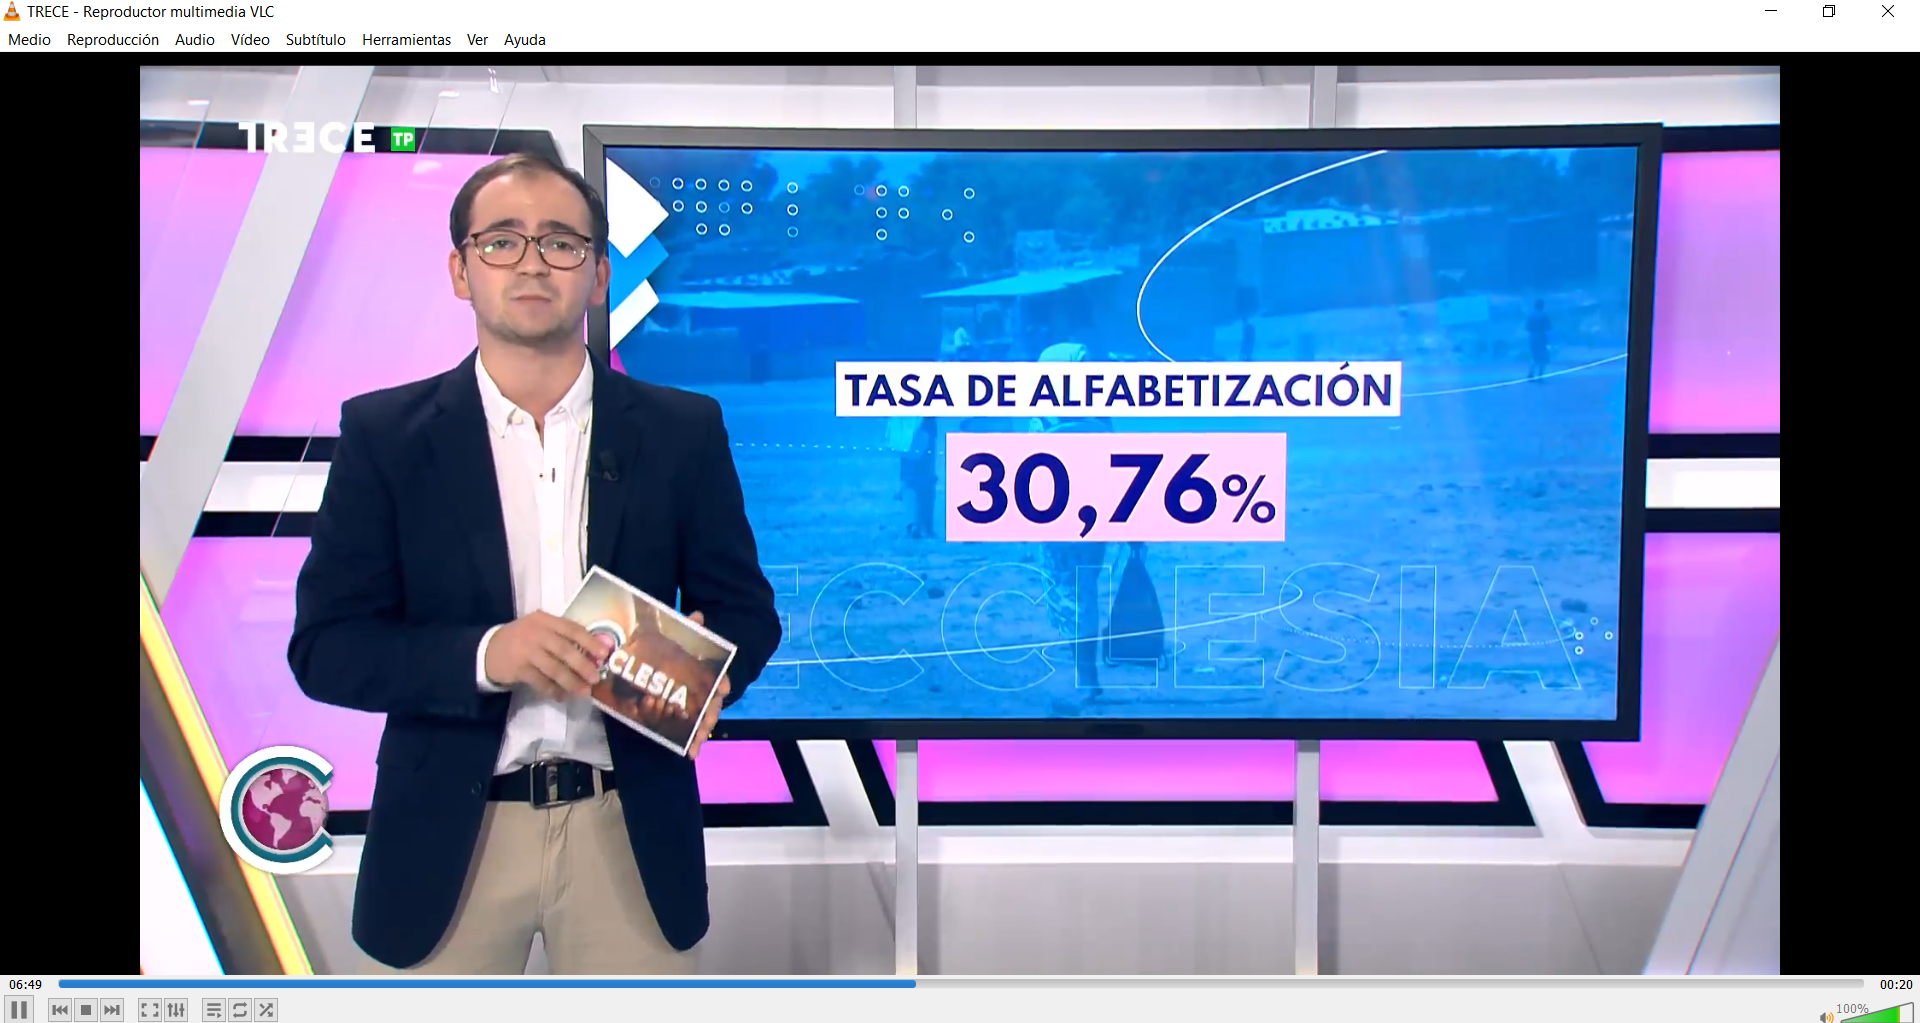 TRECE - Reproductor multimedia VLC
Medio Reproducción Audio Vídeo Subtítulo Herramientas Ver Ayuda
TRECE TP
TASA DE ALFABETIZACIÓN
30,76%
ECCLESIA
CLESIA
06:49
00:20
100%